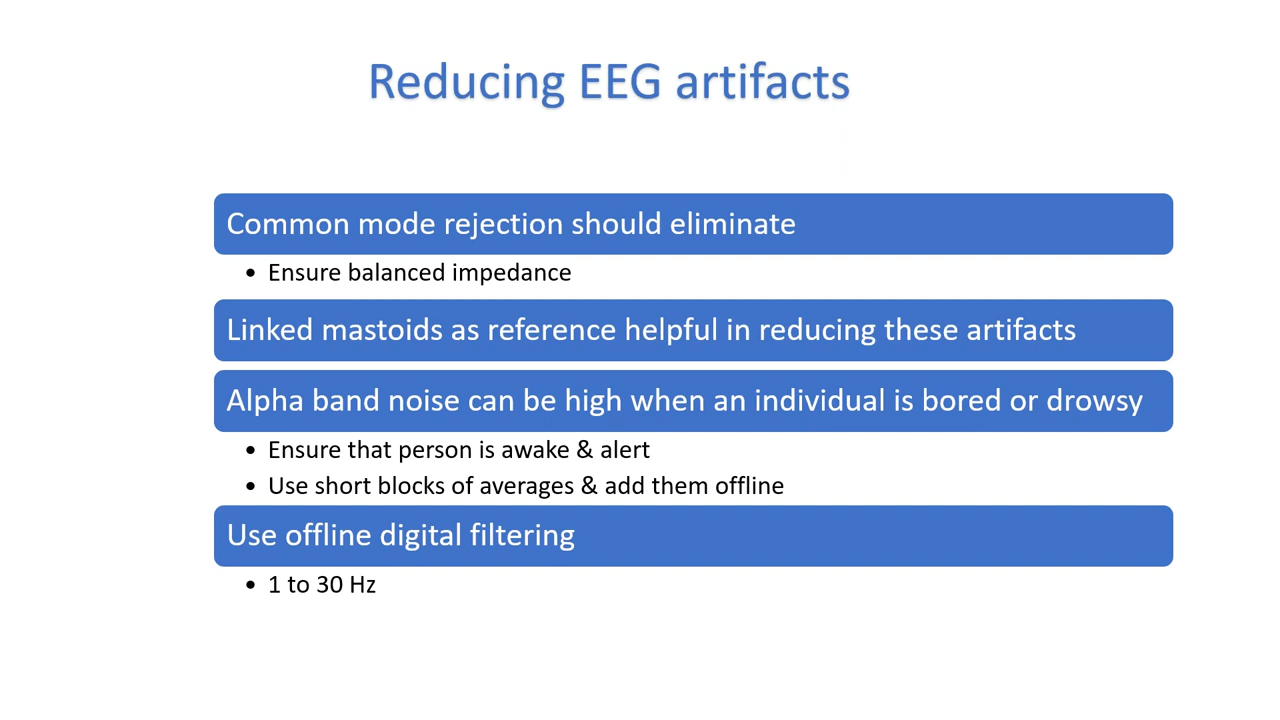 Reducing EEG artifacts
Common mode rejection should eliminate
• Ensure balanced impedance
Linked mastoids as reference helpful in reducing these artifacts
Alpha band noise can be high when an individual is bored or drowsy
• Ensure that person is awake & alert
• Use short blocks of averages & add them offline
Use offline digital filtering
• 1 to 30 Hz